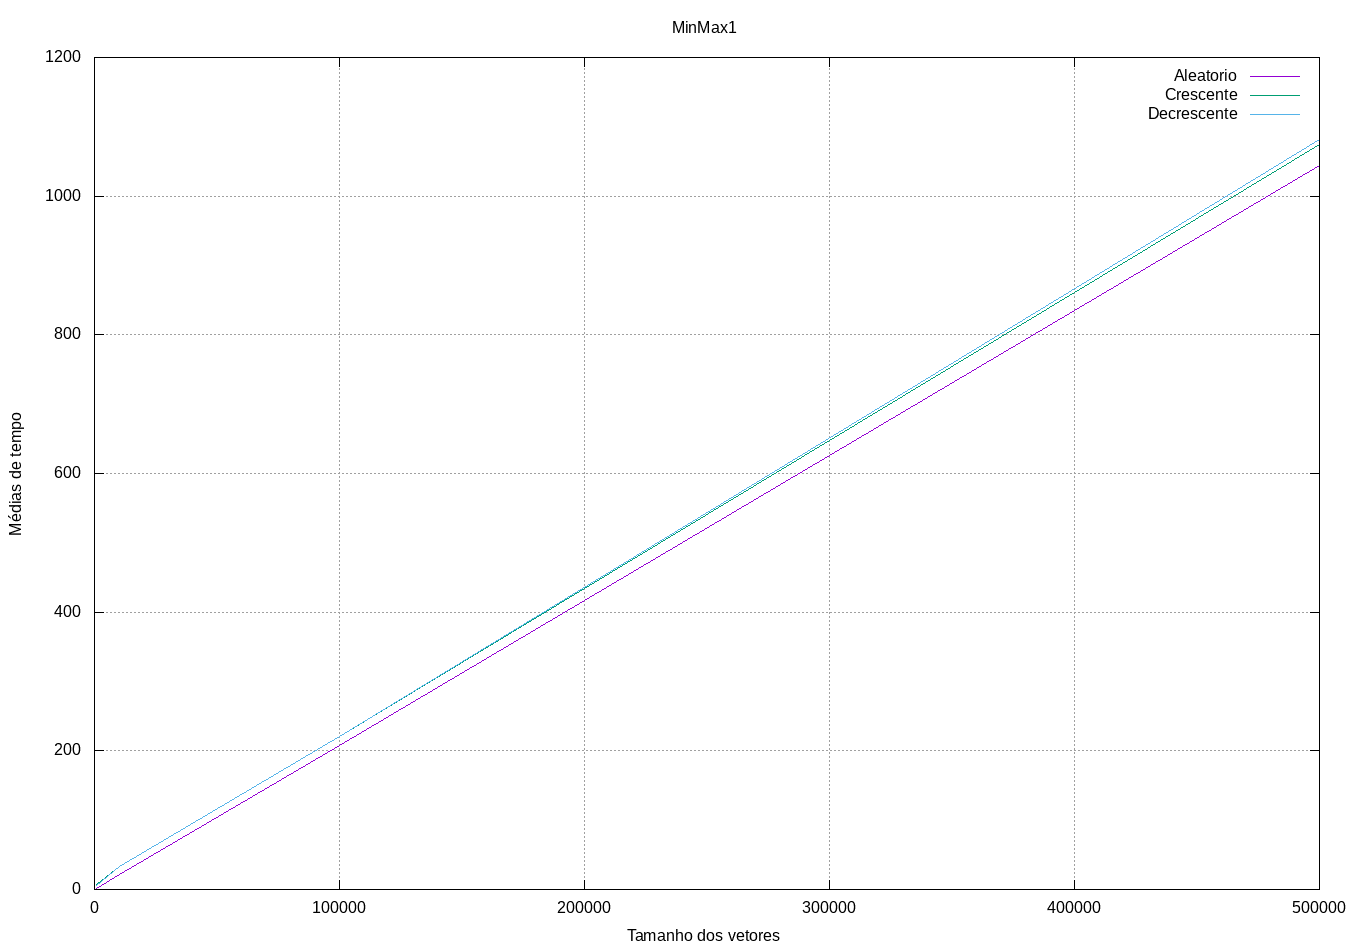 MinMax1
1200
1000
800
600
400
200
0
Médias de tempo
Aleatorio
Crescente
Decrescente
0 100000 200000 300000 400000 500000
Tamanho dos vetores